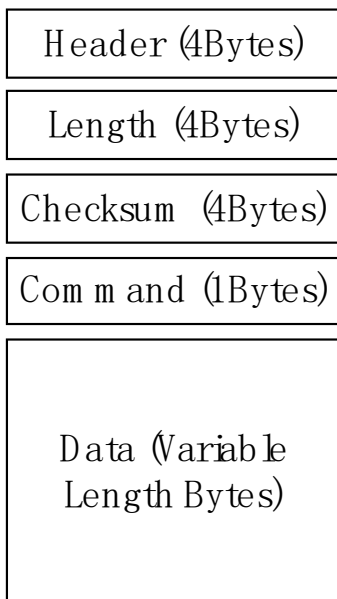 Header (4Bytes)
Length (4Bytes)
Checksum (4Bytes)
Command (1Bytes)
Data (Variable
Length Bytes)